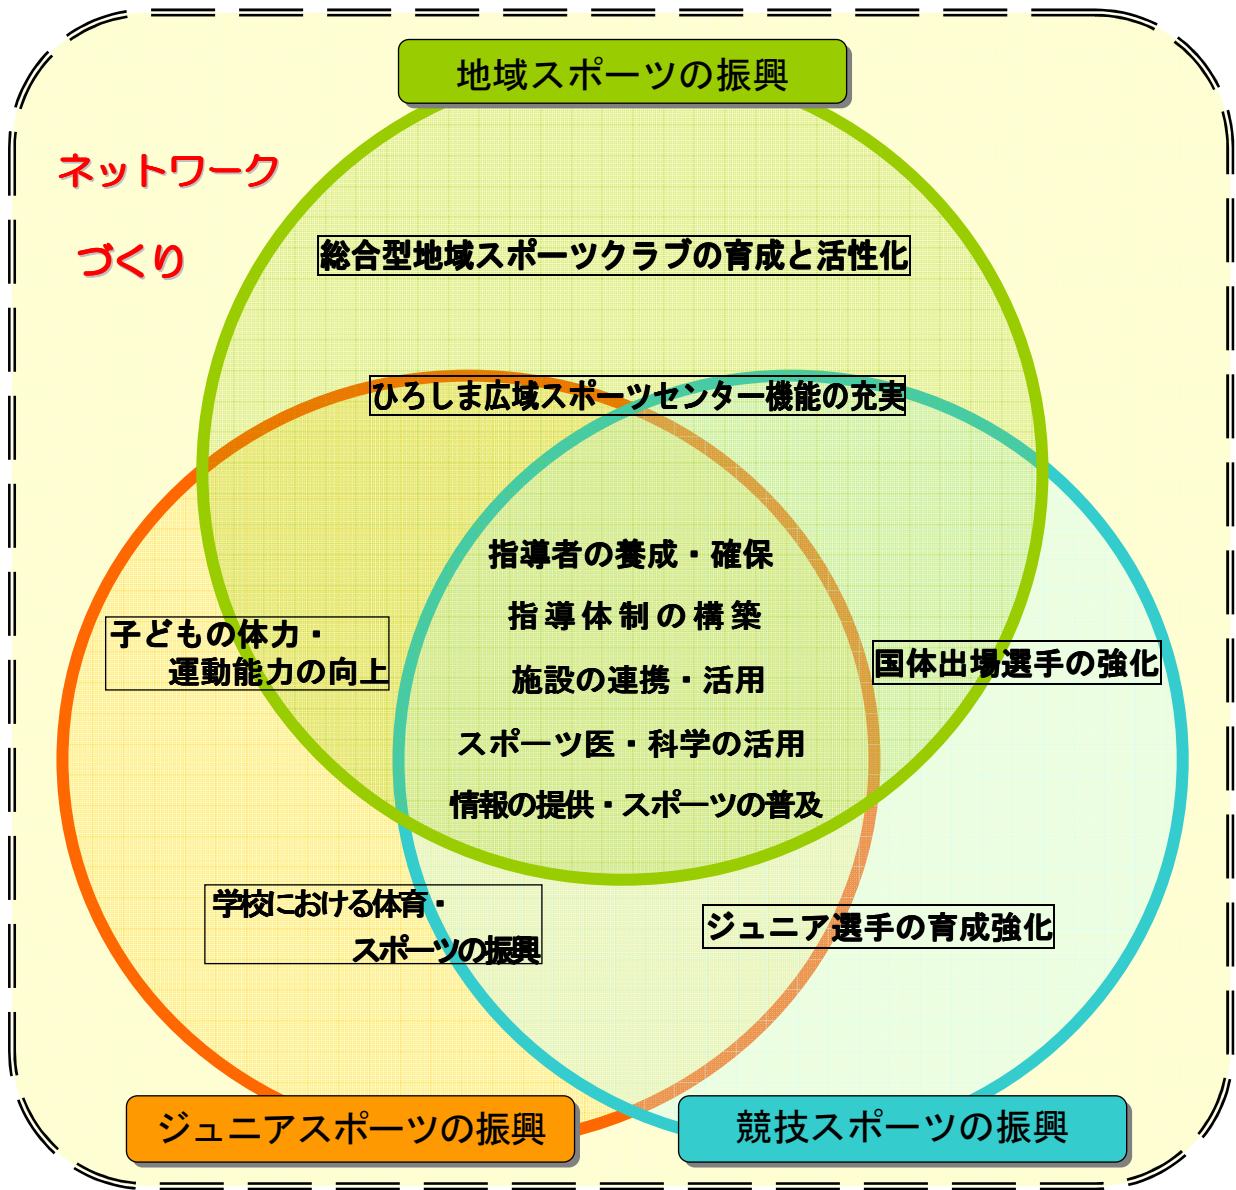 地域スポーツの振興
ネットワーク
づくり
総合型地域スポーツクラブの育成と活性化
ひろしま広域スポーツセンター機能の充実
指導者の養成・確保
指導体制の構築
施設の連携・活用
スポーツ医・科学の活用
情報の提供・スポーツの普及
子どもの体力・
運動能力の向上
国体出場選手の強化
学校における体育・
スポーツの振興
ジュニア選手の育成強化
ジュニアスポーツの振興
競技スポーツの振興